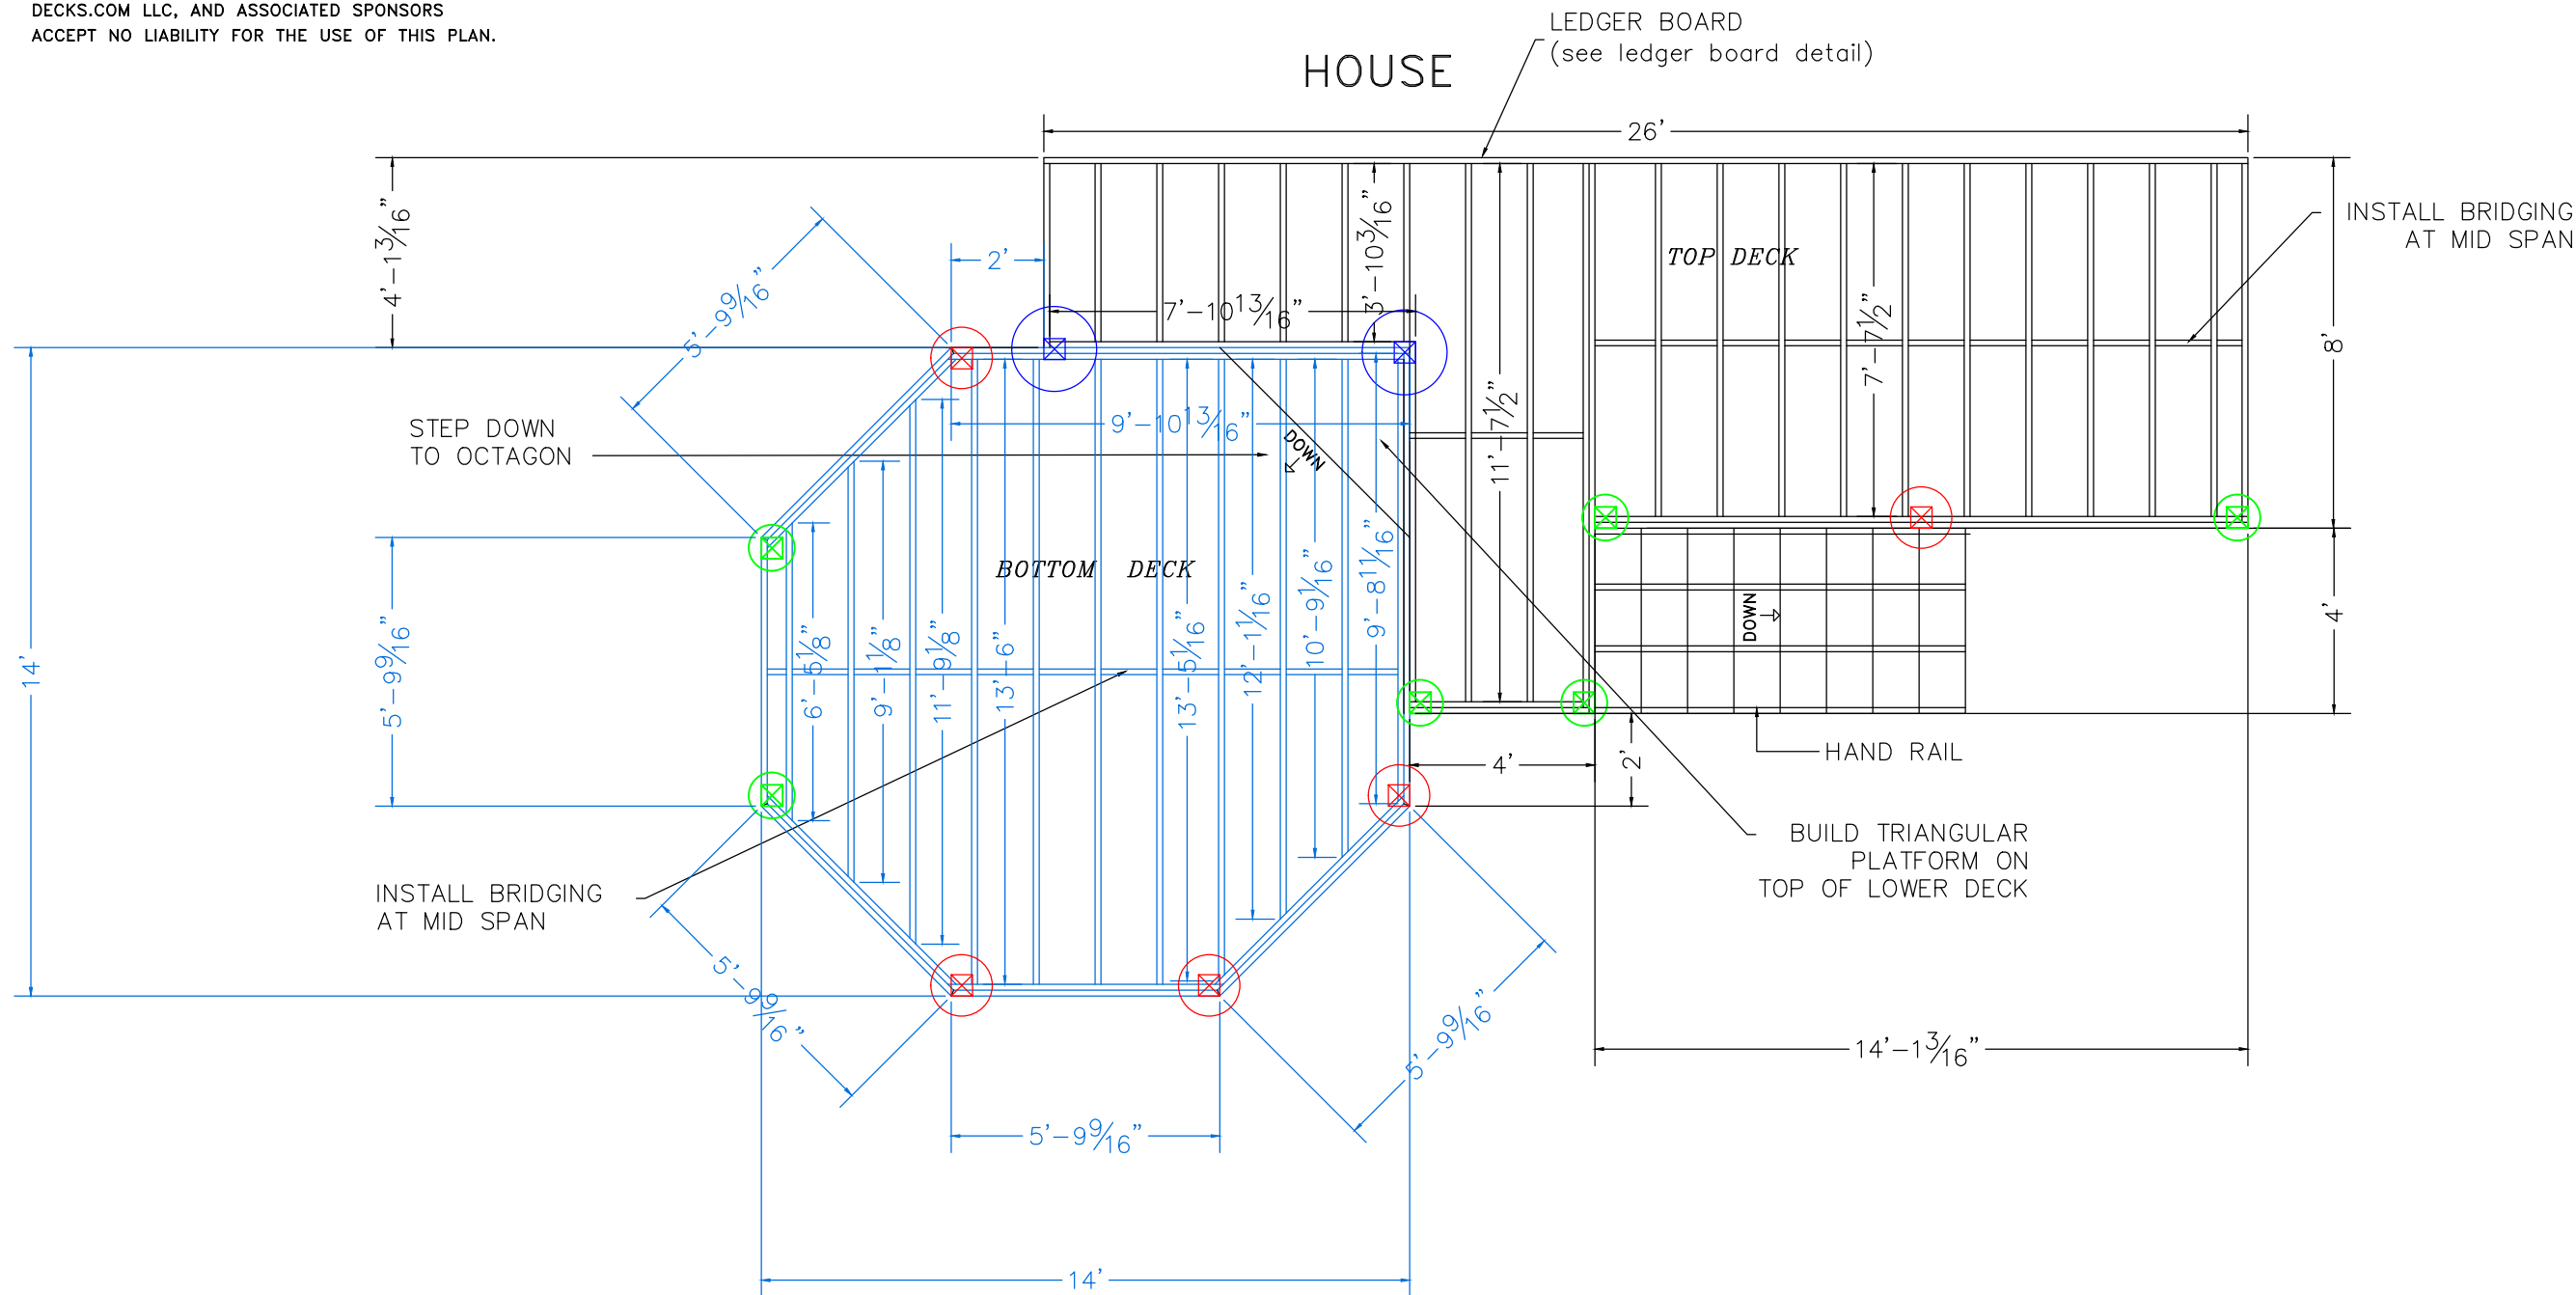 DECKS.COM LLC, AND ASSOCIATED SPONSORS
ACCEPT NO LIABILITY FOR THE USE OF THIS PLAN.
LEDGER BOARD
(see ledger board detail)
HOUSE
26'
4'-1 3/16"
3'-10 3/16"
INSTALL BRIDGING
AT MID SPAN
TOP DECK
2'
7'-10 13/16"
5'-9 9/16"
7'-7 1/2"
8'
STEP DOWN
TO OCTAGON
9'-10 13/16"
DOWN
11'-7 1/2"
BOTTOM DECK
14'
5'-9 9/16"
6'-5 1/8"
9'-1 1/8"
11'-9 1/8"
13'-6"
13'-5 1/16"
12'-1 1/16"
10'-9 1/16"
9'-8 11/16"
DOWN
4'
4'
2'
HAND RAIL
BUILD TRIANGULAR
PLATFORM ON
TOP OF LOWER DECK
INSTALL BRIDGING
AT MID SPAN
5'-9 9/16"
5'-9 9/16"
14'-1 3/16"
5'-9 9/16"
14'